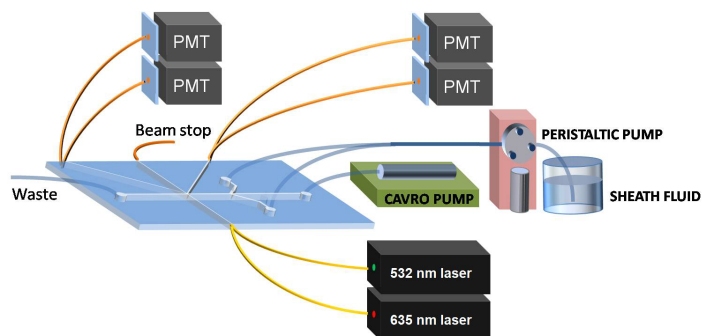 PMT
PMT
PMT
PMT
Beam stop
PERISTALTIC PUMP
Waste
CAVRO PUMP
SHEATH FLUID
532 nm laser
635 nm laser